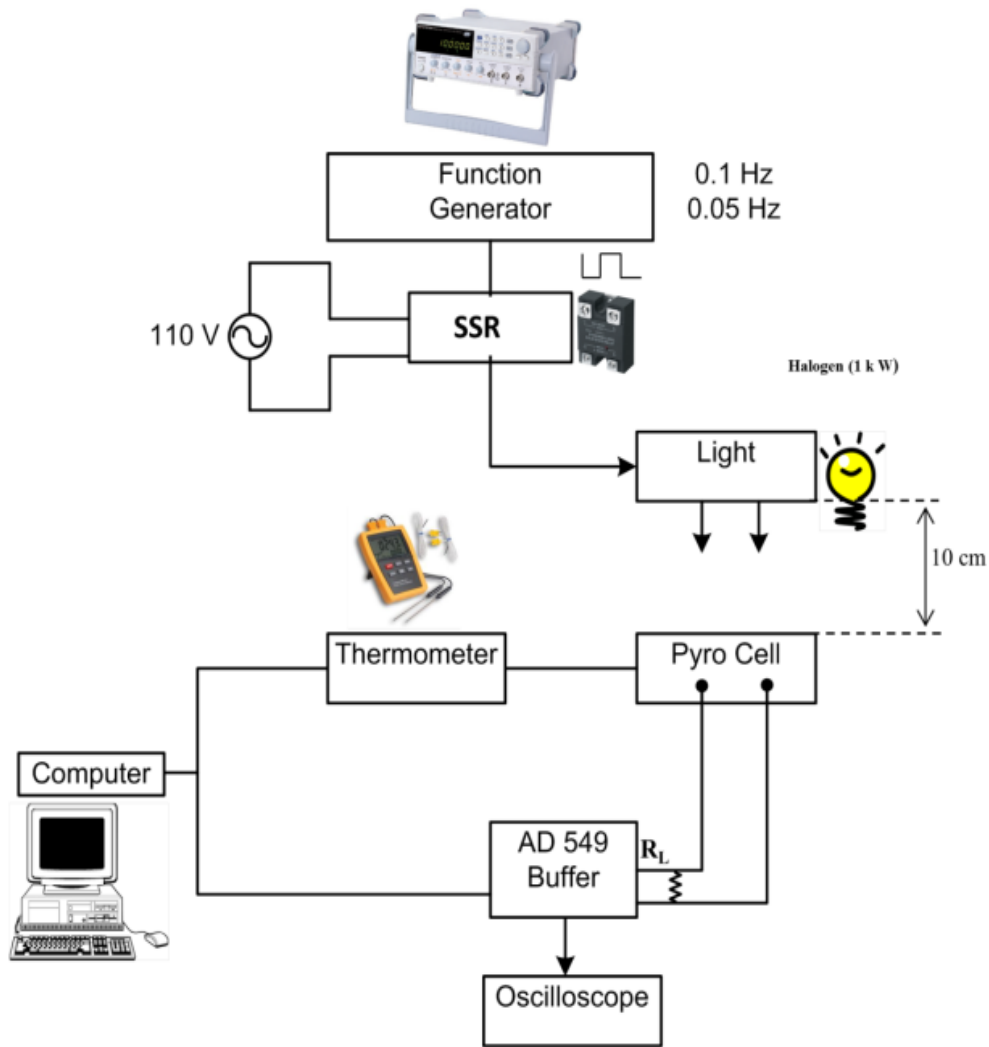 Function
Generator
0.1 Hz
0.05 Hz
110 V
SSR
Halogen (1 k W)
Light
10 cm
Thermometer
Pyro Cell
Computer
AD 549
Buffer
R_L
Oscilloscope